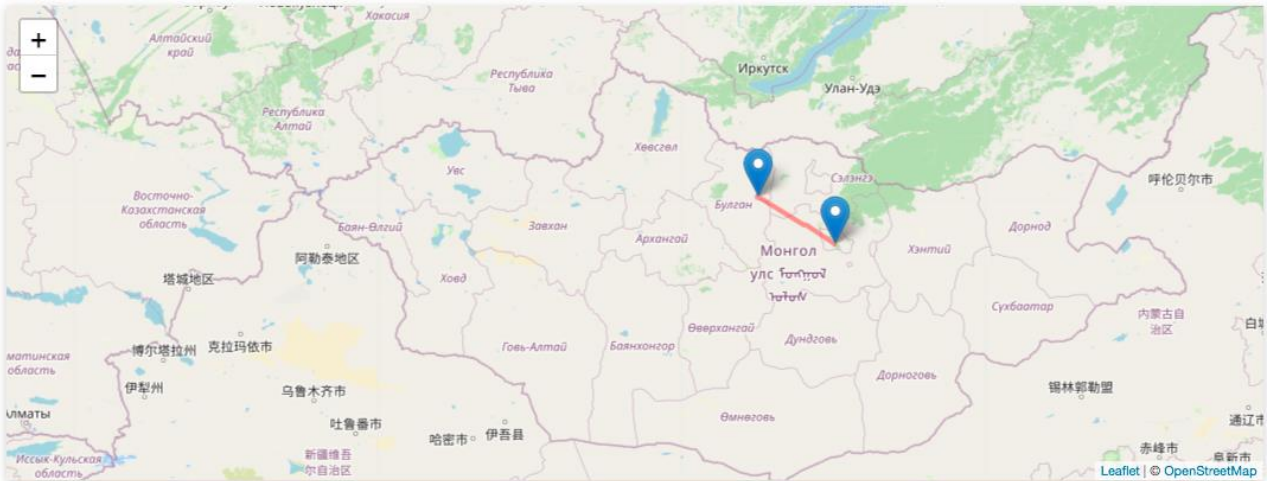 +
−
Хакасия
Алтайский
край
Иркутск
Республика
Тыва
Улан-Удэ
Республика
Алтай
Хөвсгөл
Увс
Сэлэнгэ
呼伦贝尔市
Восточно-
Казахстанская
область
Булган
Баян-Өлгий
Завхан
Дорнод
Архангай
Хэнтий
Монгол
улс ᠮᠣᠩᠭᠣᠯ
ᠤᠯᠤᠰ
阿勒泰地区
塔城地区
Ховд
Сүхбаатар
内蒙古自
治区
Өвөрхангай
Дундговь
博尔塔拉州
克拉玛依市
Говь-Алтай
Баянхонгор
область
Дорноговь
伊犁州
乌鲁木齐市
锡林郭勒盟
Өмнөговь
吐鲁番市
哈密市
伊吾县
新疆维吾
尔自治区
赤峰市
阜新市
Иссык-Кульская
область
Leaflet | © OpenStreetMap